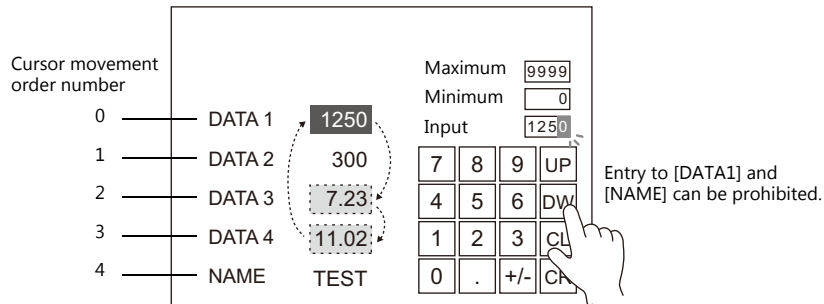 Cursor movement
order number
0 DATA 1 1250
1 DATA 2 300
2 DATA 3 7.23
3 DATA 4 11.02
4 NAME TEST
Maximum 9999
Minimum 0
Input 1250
7 8 9 UP
4 5 6 DW
1 2 3 CL
0 . +/- CR
Entry to [DATA1] and
[NAME] can be prohibited.